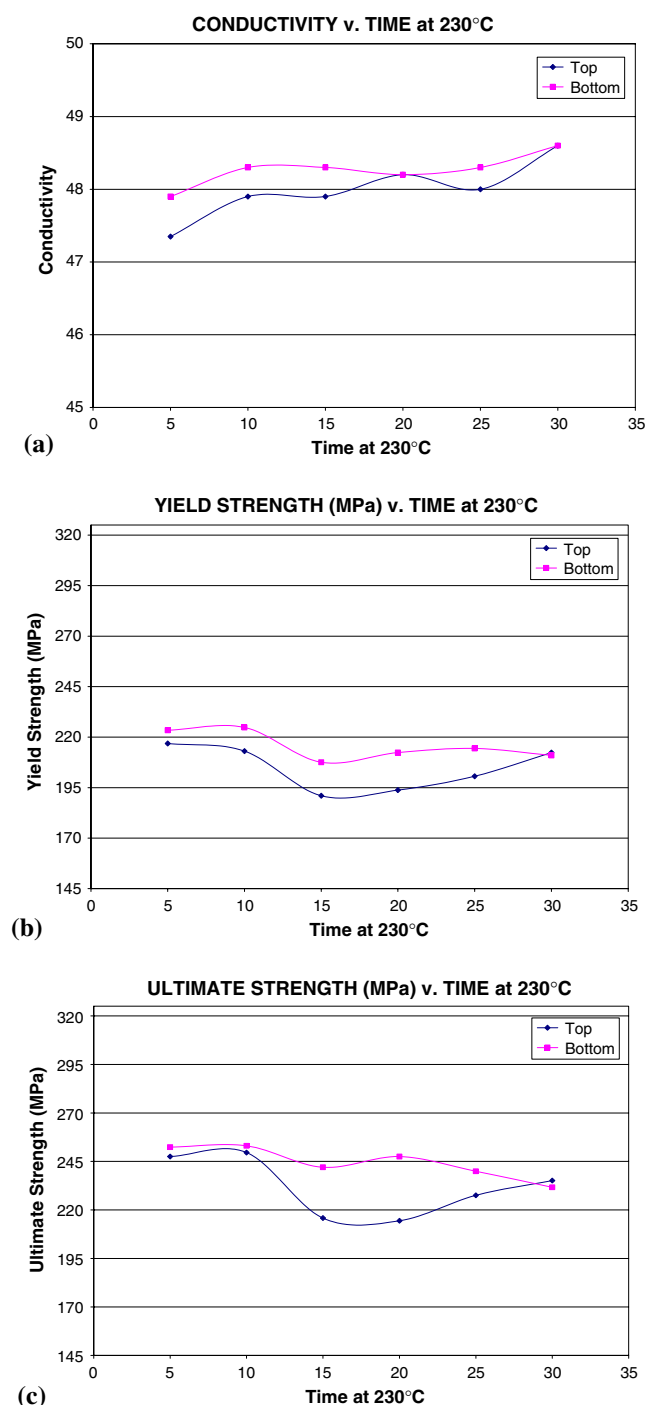 CONDUCTIVITY v. TIME at 230°C
50
49
48
47
46
45
Conductivity
Top
Bottom
0 5 10 15 20 25 30 35
Time at 230°C
(a)
YIELD STRENGTH (MPa) v. TIME at 230°C
320
295
270
245
220
195
170
145
Yield Strength (MPa)
Top
Bottom
0 5 10 15 20 25 30 35
Time at 230°C
(b)
ULTIMATE STRENGTH (MPa) v. TIME at 230°C
320
295
270
245
220
195
170
145
Ultimate Strength (MPa)
Top
Bottom
0 5 10 15 20 25 30 35
Time at 230°C
(c)